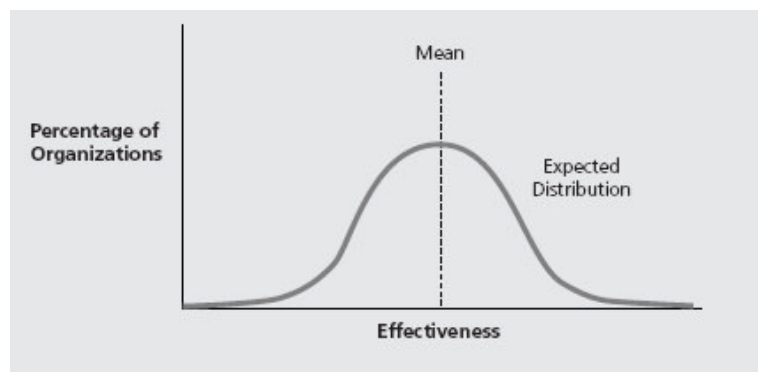 Mean
Percentage of
Organizations
Expected
Distribution
Effectiveness